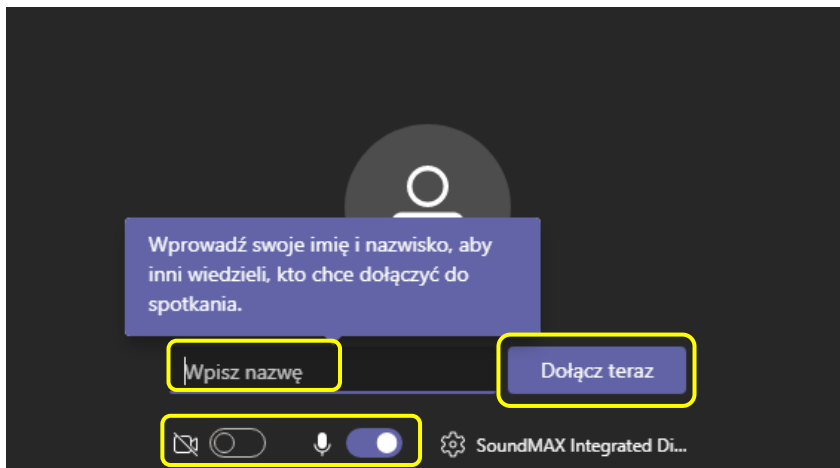 Wprowadź swoje imię i nazwisko, aby
inni wiedzieli, kto chce dołączyć do
spotkania.
Wpisz nazwę
Dołącz teraz
SoundMAX Integrated Di...